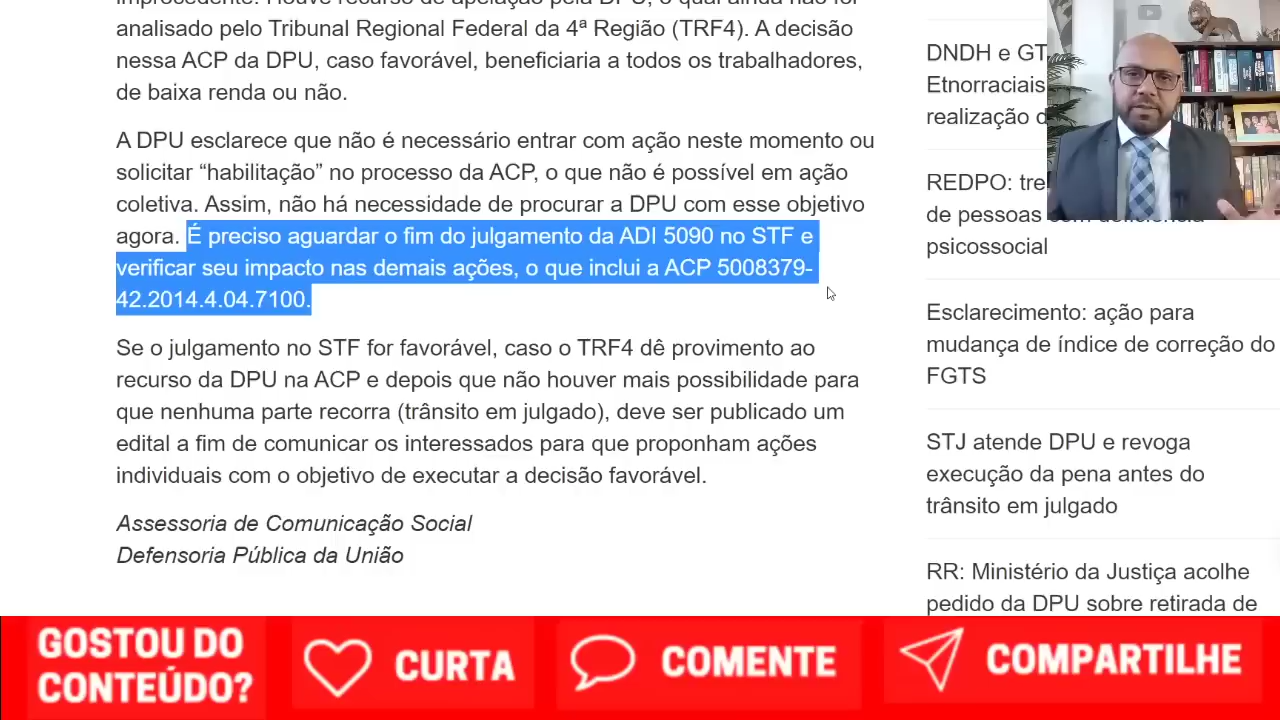 improcedente. Houve recurso de apelação pela DPU, o qual ainda não foi
analisado pelo Tribunal Regional Federal da 4ª Região (TRF4). A decisão
nessa ACP da DPU, caso favorável, beneficiaria a todos os trabalhadores,
de baixa renda ou não.
A DPU esclarece que não é necessário entrar com ação neste momento ou
solicitar “habilitação” no processo da ACP, o que não é possível em ação
coletiva. Assim, não há necessidade de procurar a DPU com esse objetivo
agora. É preciso aguardar o fim do julgamento da ADI 5090 no STF e
verificar seu impacto nas demais ações, o que inclui a ACP 5008379-
42.2014.4.04.7100.
Se o julgamento no STF for favorável, caso o TRF4 dê provimento ao
recurso da DPU na ACP e depois que não houver mais possibilidade para
que nenhuma parte recorra (trânsito em julgado), deve ser publicado um
edital a fim de comunicar os interessados para que proponham ações
individuais com o objetivo de executar a decisão favorável.
Assessoria de Comunicação Social
Defensoria Pública da União
DNDH e GT
Etnorraciais
realização d
REDPO: tre
de pessoas com deficiência
psicossocial
Esclarecimento: ação para
mudança de índice de correção do
FGTS
STJ atende DPU e revoga
execução da pena antes do
trânsito em julgado
RR: Ministério da Justiça acolhe
pedido da DPU sobre retirada de
GOSTOU DO
CONTEÚDO?
CURTA
COMENTE
COMPARTILHE